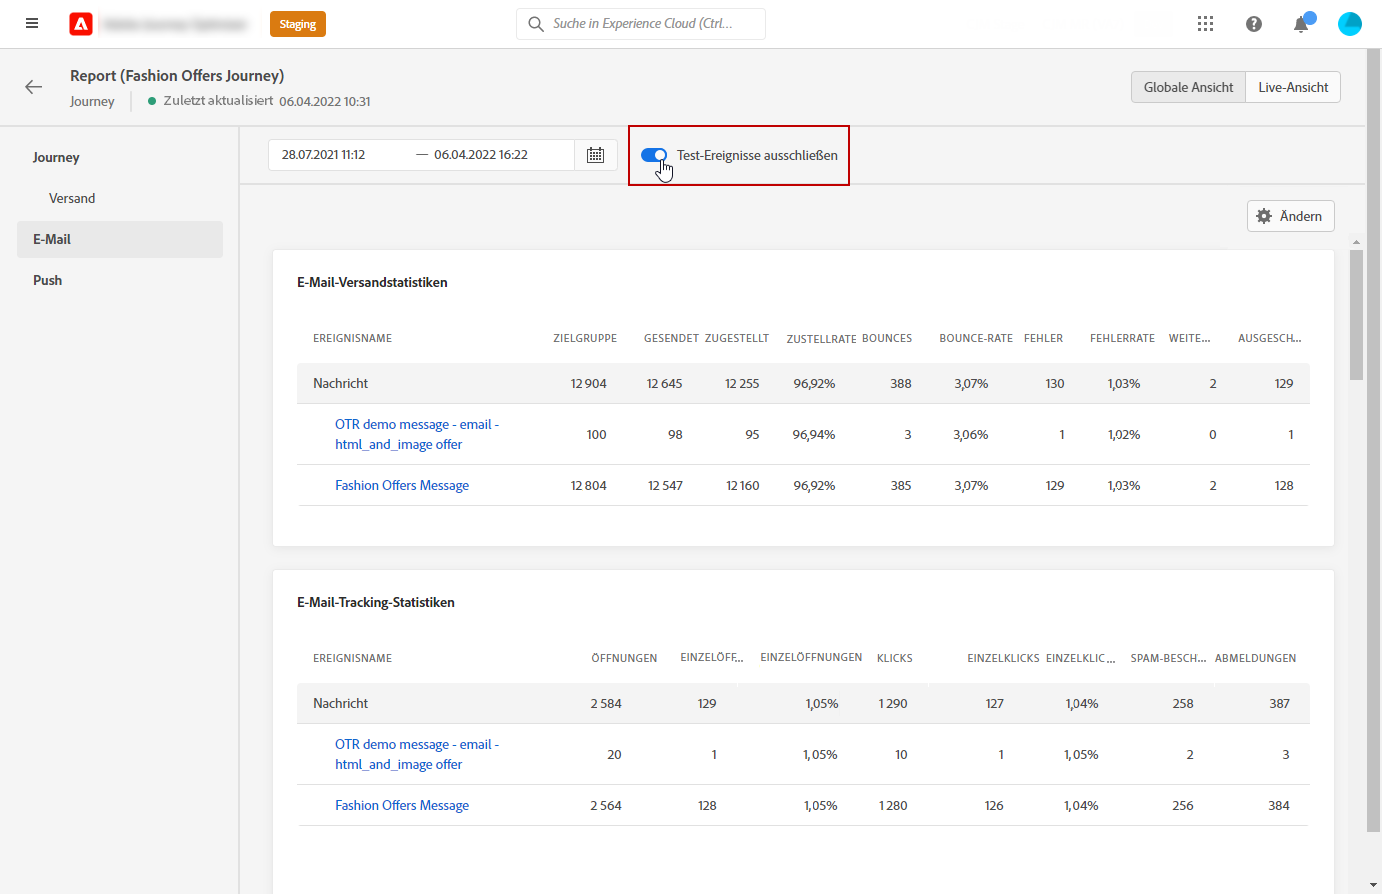 Staging
Suche in Experience Cloud (Ctrl...
Report (Fashion Offers Journey)
Journey
Zuletzt aktualisiert 06.04.2022 10:31
Globale Ansicht
Live-Ansicht
Journey
Versand
E-Mail
Push
28.07.2021 11:12 — 06.04.2022 16:22
Test-Ereignisse ausschließen
Ändern
E-Mail-Versandstatistiken
EREIGNISNAME ZIELGRUPPE GESENDET ZUGESTELLT ZUSTELLRATE BOUNCES BOUNCE-RATE FEHLER FEHLERRATE WEITE... AUSGESCH...
Nachricht 12 904 12 645 12 255 96,92% 388 3,07% 130 1,03% 2 129
OTR demo message - email -
html_and_image offer 100 98 95 96,94% 3 3,06% 1 1,02% 0 1
Fashion Offers Message 12 804 12 547 12 160 96,92% 385 3,07% 129 1,03% 2 128
E-Mail-Tracking-Statistiken
EREIGNISNAME ÖFFNUNGEN EINZELÖFF... EINZELÖFFNUNGEN KLICKS EINZELKLICKS EINZELKLIC... SPAM-BESCH... ABMELDUNGEN
Nachricht 2 584 129 1,05% 1 290 127 1,04% 258 387
OTR demo message - email -
html_and_image offer 20 1 1,05% 10 1 1,05% 2 3
Fashion Offers Message 2 564 128 1,05% 1 280 126 1,04% 256 384